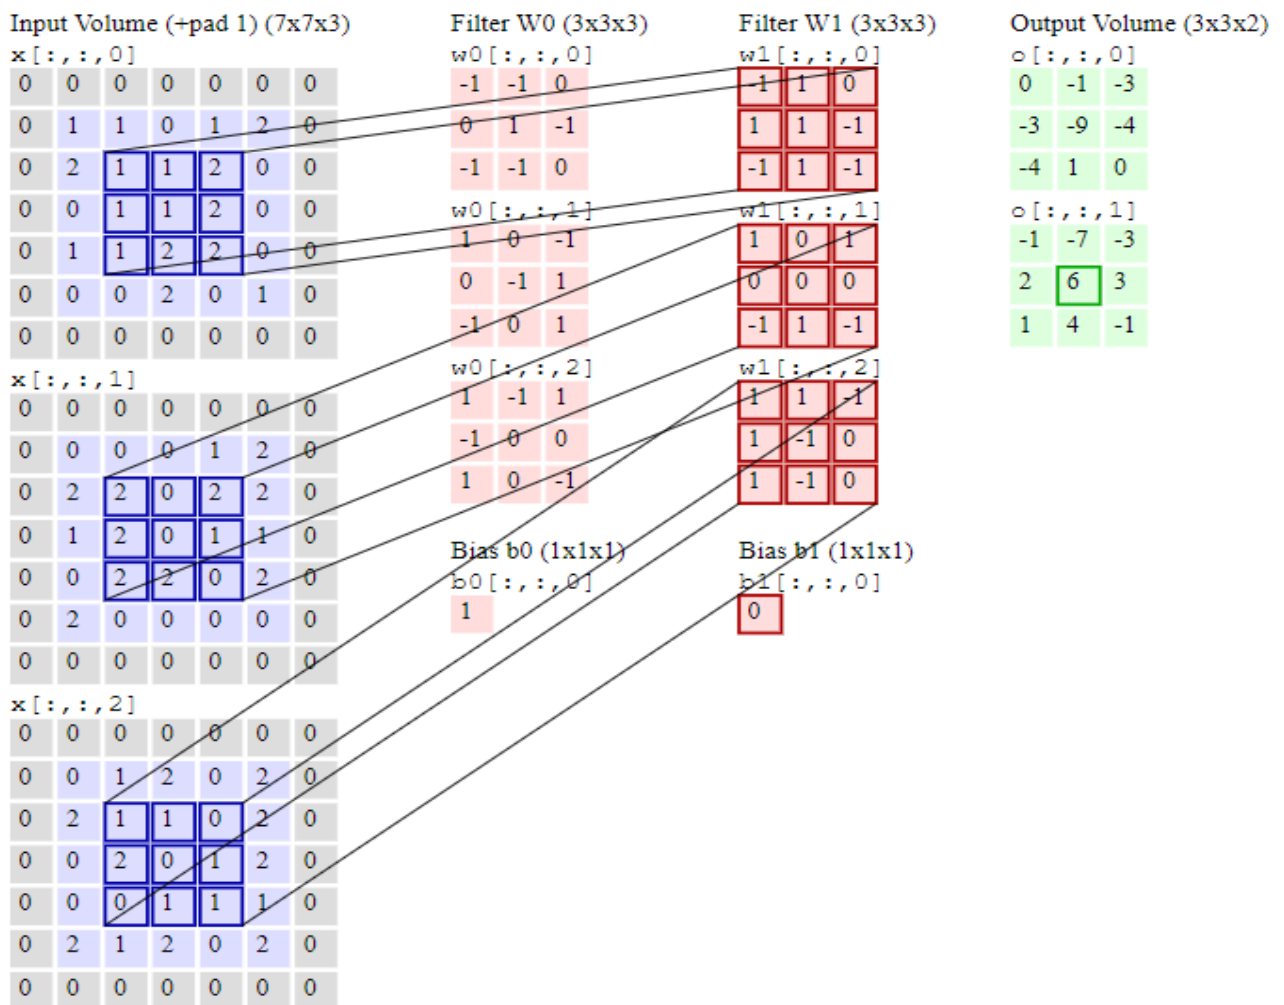 Input Volume (+pad 1) (7x7x3)
x[:,:,0]
0 0 0 0 0 0 0
0 1 1 0 1 2 0
0 2 1 1 2 0 0
0 0 1 1 2 0 0
0 1 1 2 2 0 0
0 0 0 2 0 1 0
0 0 0 0 0 0 0
x[:,:,1]
0 0 0 0 0 0 0
0 0 0 0 1 2 0
0 2 2 0 2 2 0
0 1 2 0 1 1 0
0 0 2 2 0 2 0
0 2 0 0 0 0 0
0 0 0 0 0 0 0
x[:,:,2]
0 0 0 0 0 0 0
0 0 1 2 0 2 0
0 2 1 1 0 2 0
0 0 2 0 1 2 0
0 0 0 1 1 1 0
0 2 1 2 0 2 0
0 0 0 0 0 0 0
Filter W0 (3x3x3)
w0[:,:,0]
-1 -1 0
0 1 -1
-1 -1 0
w0[:,:,1]
1 0 -1
0 -1 1
-1 0 1
w0[:,:,2]
1 -1 1
-1 0 0
1 0 -1
Bias b0 (1x1x1)
b0[:,:,0]
1
Filter W1 (3x3x3)
w1[:,:,0]
-1 1 0
1 1 -1
-1 1 -1
w1[:,:,1]
1 0 1
0 0 0
-1 1 -1
w1[:,:,2]
1 1 -1
1 -1 0
1 -1 0
Bias b1 (1x1x1)
b1[:,:,0]
0
Output Volume (3x3x2)
o[:,:,0]
0 -1 -3
-3 -9 -4
-4 1 0
o[:,:,1]
-1 -7 -3
2 6 3
1 4 -1